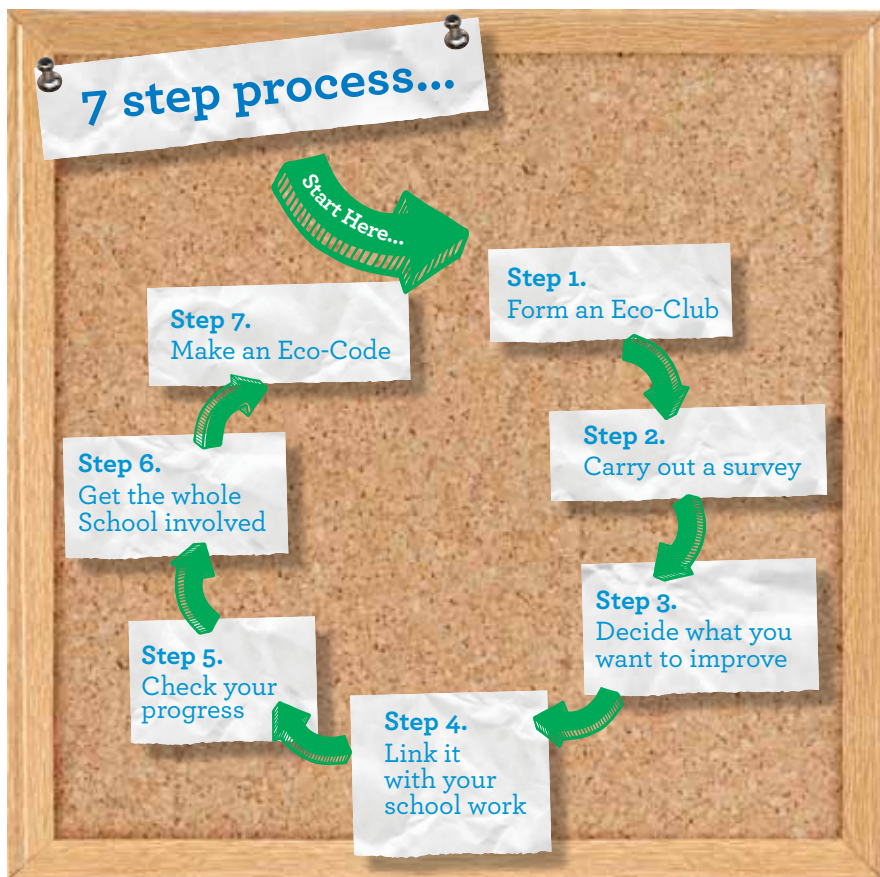 7 step process...
Start Here...
Step 1.
Form an Eco-Club
Step 2.
Carry out a survey
Step 3.
Decide what you
want to improve
Step 4.
Link it
with your
school work
Step 5.
Check your
progress
Step 6.
Get the whole
School involved
Step 7.
Make an Eco-Code